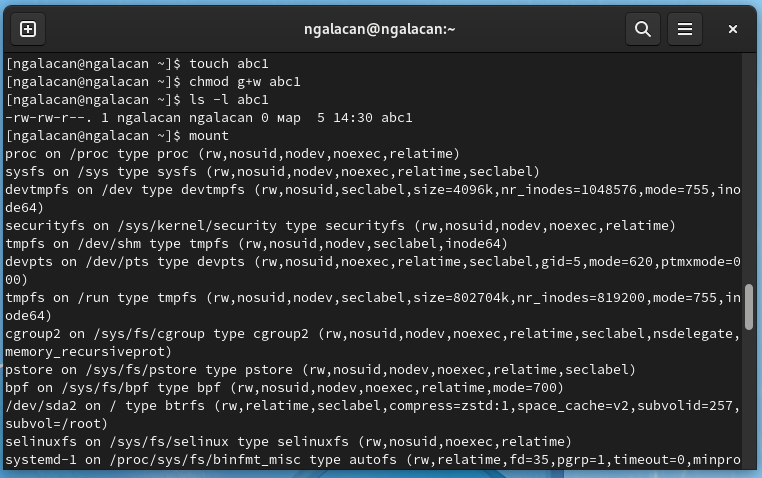 ngalacan@ngalacan:~
[ngalacan@ngalacan ~]$ touch abc1
[ngalacan@ngalacan ~]$ chmod g+w abc1
[ngalacan@ngalacan ~]$ ls -l abc1
-rw-rw-r--. 1 ngalacan ngalacan 0 мар  5 14:30 abc1
[ngalacan@ngalacan ~]$ mount
proc on /proc type proc (rw,nosuid,nodev,noexec,relatime)
sysfs on /sys type sysfs (rw,nosuid,nodev,noexec,relatime,seclabel)
devtmpfs on /dev type devtmpfs (rw,nosuid,seclabel,size=4096k,nr_inodes=1048576,mode=755,ino
de64)
securityfs on /sys/kernel/security type securityfs (rw,nosuid,nodev,noexec,relatime)
tmpfs on /dev/shm type tmpfs (rw,nosuid,nodev,seclabel,inode64)
devpts on /dev/pts type devpts (rw,nosuid,noexec,relatime,seclabel,gid=5,mode=620,ptmxmode=0
00)
tmpfs on /run type tmpfs (rw,nosuid,nodev,seclabel,size=802704k,nr_inodes=819200,mode=755,in
ode64)
cgroup2 on /sys/fs/cgroup type cgroup2 (rw,nosuid,nodev,noexec,relatime,seclabel,nsdelegate,
memory_recursiveprot)
pstore on /sys/fs/pstore type pstore (rw,nosuid,nodev,noexec,relatime,seclabel)
bpf on /sys/fs/bpf type bpf (rw,nosuid,nodev,noexec,relatime,mode=700)
/dev/sda2 on / type btrfs (rw,relatime,seclabel,compress=zstd:1,space_cache=v2,subvolid=257,
subvol=/root)
selinuxfs on /sys/fs/selinux type selinuxfs (rw,nosuid,noexec,relatime)
systemd-1 on /proc/sys/fs/binfmt_misc type autofs (rw,relatime,fd=35,pgrp=1,timeout=0,minpro